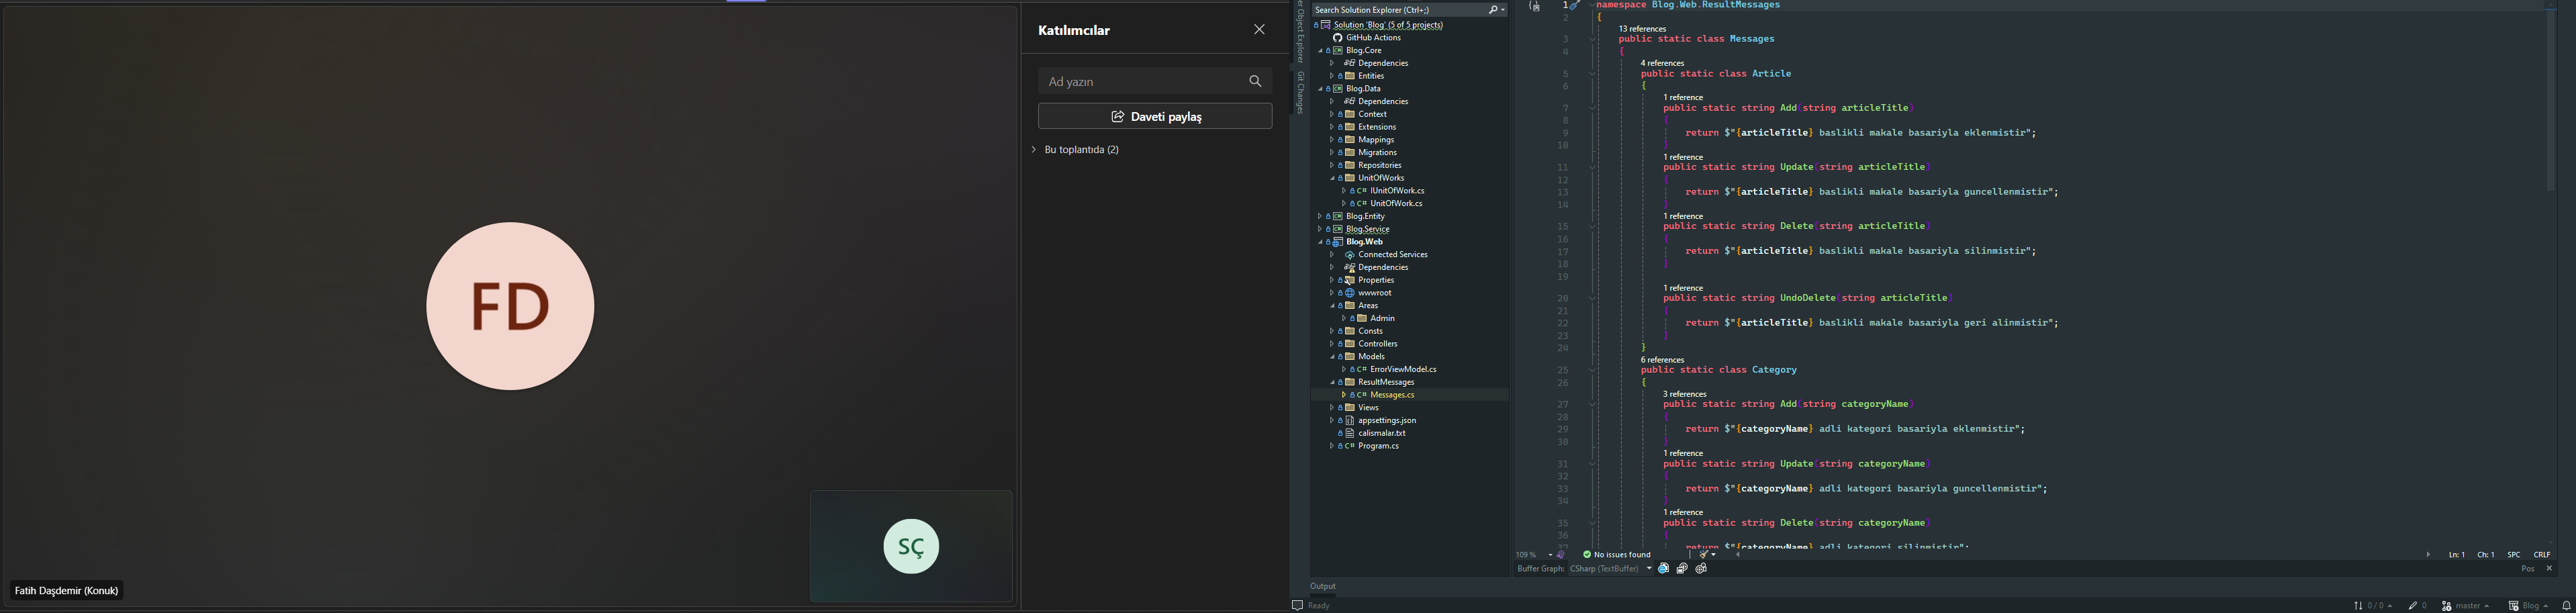 FD
SÇ
Fatih Daşdemir (Konuk)
Katılımcılar
Ad yazın
Daveti paylaş
Bu toplantıda (2)
er Object Explorer
Git Changes
Search Solution Explorer (Ctrl+;)
Solution 'Blog' (5 of 5 projects)
GitHub Actions
Blog.Core
Dependencies
Entities
Blog.Data
Dependencies
Context
Extensions
Mappings
Migrations
Repositories
UnitOfWorks
C# IUnitOfWork.cs
C# UnitOfWork.cs
Blog.Entity
Blog.Service
Blog.Web
Connected Services
Dependencies
Properties
wwwroot
Areas
Admin
Consts
Controllers
Models
C# ErrorViewModel.cs
ResultMessages
C# Messages.cs
Views
appsettings.json
calismalar.txt
C# Program.cs
1 namespace Blog.Web.ResultMessages
2 {
13 references
3 public static class Messages
4 {
4 references
5 public static class Article
6 {
1 reference
7 public static string Add(string articleTitle)
8 {
9 return $"{articleTitle} baslikli makale basariyla eklenmistir";
10 }
1 reference
11 public static string Update(string articleTitle)
12 {
13 return $"{articleTitle} baslikli makale basariyla guncellenmistir";
14 }
1 reference
15 public static string Delete(string articleTitle)
16 {
17 return $"{articleTitle} baslikli makale basariyla silinmistir";
18 }
19
1 reference
20 public static string UndoDelete(string articleTitle)
21 {
22 return $"{articleTitle} baslikli makale basariyla geri alinmistir";
23 }
24 }
6 references
25 public static class Category
26 {
3 references
27 public static string Add(string categoryName)
28 {
29 return $"{categoryName} adli kategori basariyla eklenmistir";
30 }
1 reference
31 public static string Update(string categoryName)
32 {
33 return $"{categoryName} adli kategori basariyla guncellenmistir";
34 }
1 reference
35 public static string Delete(string categoryName)
36 {
37 return $"{categoryName} adli kategori silinmistir";
109 % No issues found Ln: 1 Ch: 1 SPC CRLF
Buffer Graph: CSharp (TextBuffer) Pos
Output
Ready 0 / 0 0 master Blog